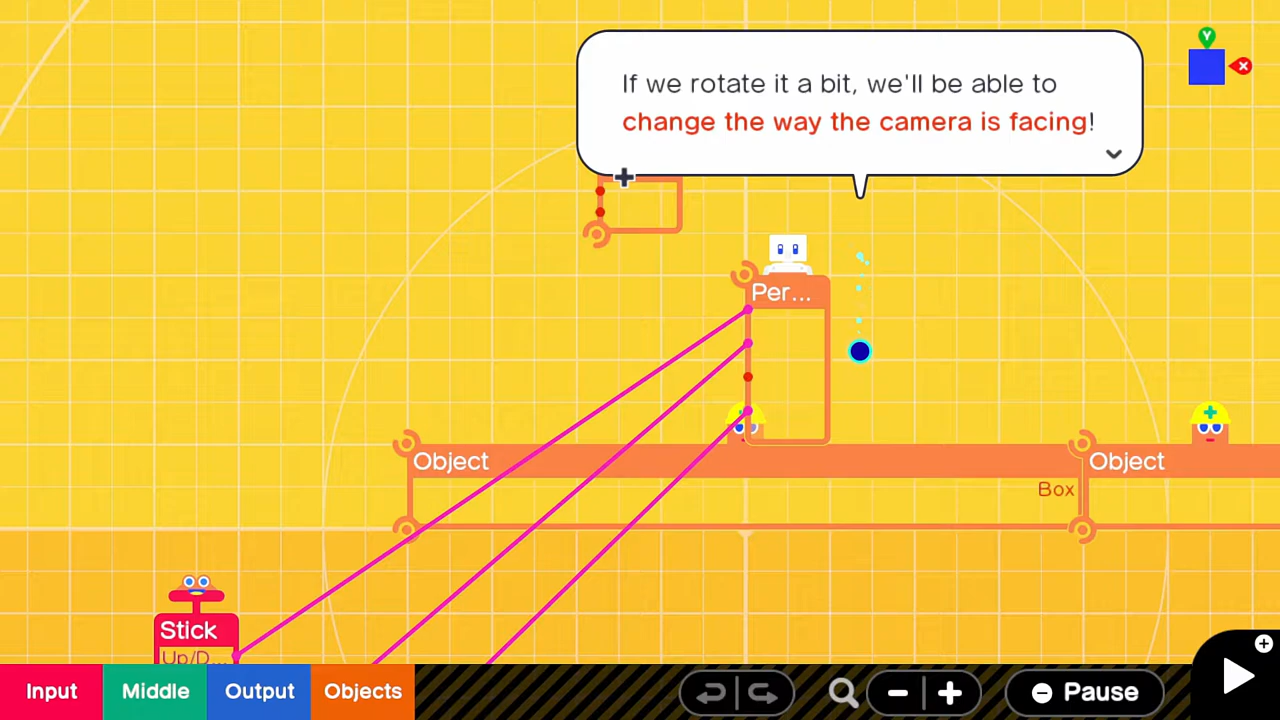 If we rotate it a bit, we'll be able to
change the way the camera is facing!
Y
X
Per...
Object
Object
Box
Stick
Up/D...
Input
Middle
Output
Objects
Pause